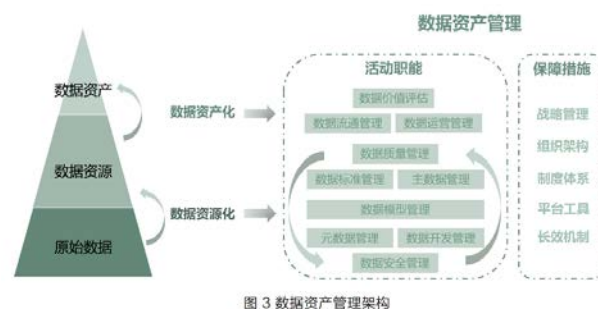 数据资产管理
活动职能
保障措施
数据资产
数据资源
原始数据
数据资产化
数据资源化
数据价值评估
数据流通管理
数据运营管理
数据质量管理
数据标准管理
主数据管理
数据模型管理
元数据管理
数据开发管理
数据安全管理
战略管理
组织架构
制度体系
平台工具
长效机制
图 3 数据资产管理架构